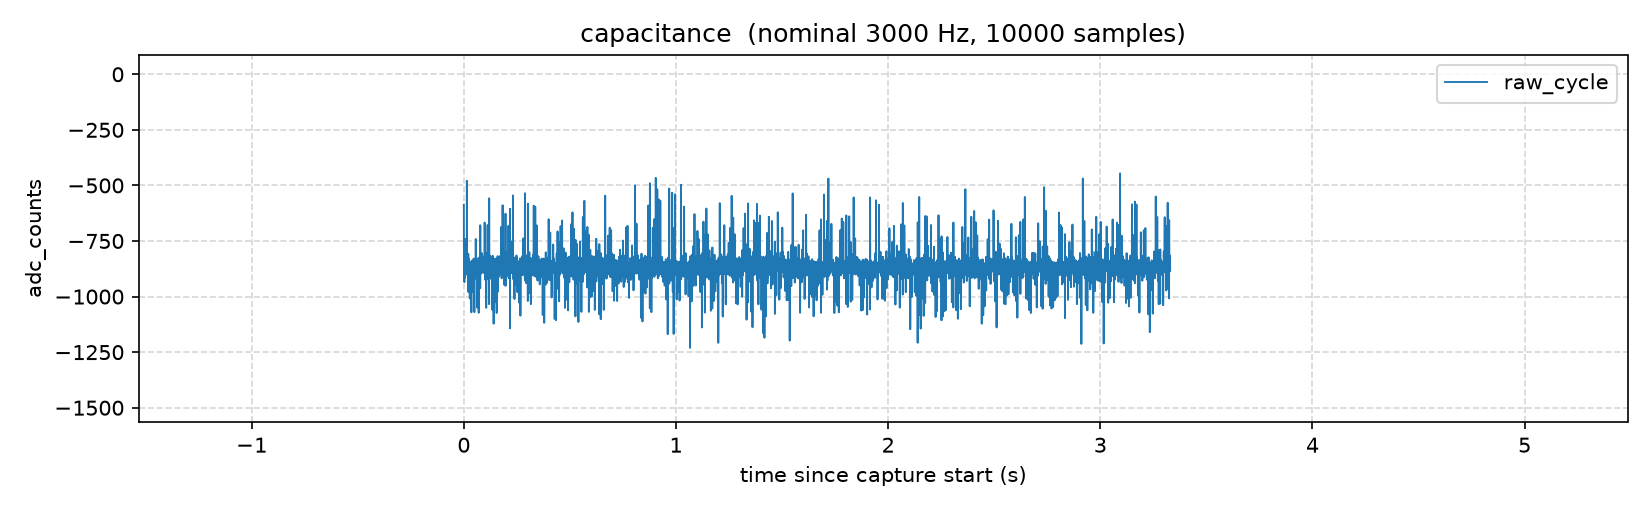 capacitance  (nominal 3000 Hz, 10000 samples)
raw_cycle
adc_counts
0
−250
−500
−750
−1000
−1250
−1500
−1 0 1 2 3 4 5
time since capture start (s)